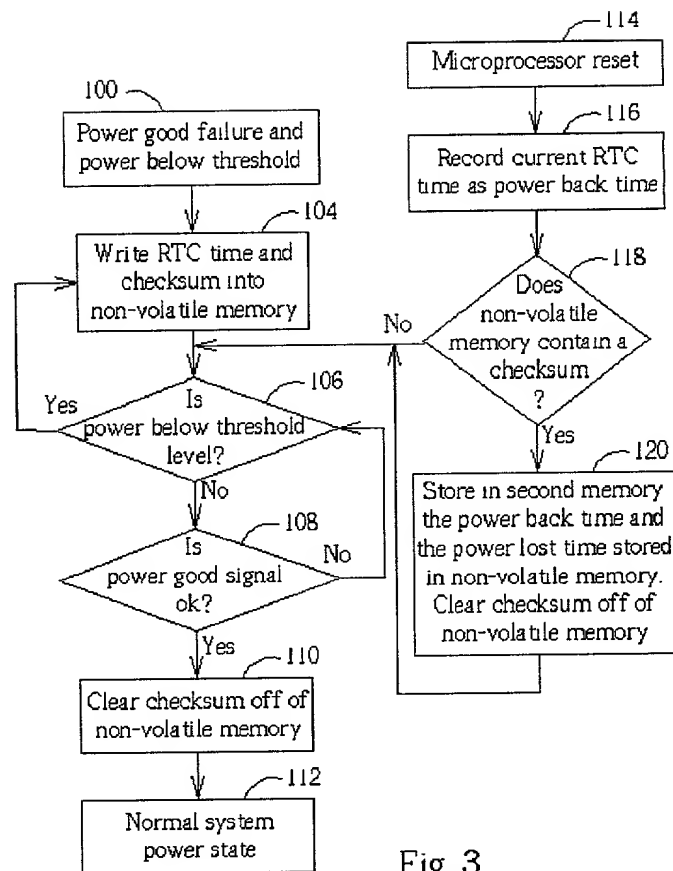 100
Power good failure and
power below threshold
104
Write RTC time and
checksum into
non-volatile memory
106
Yes
Is
power below threshold
level?
No
108
Is
power good signal
ok?
No
Yes
110
Clear checksum off of
non-volatile memory
112
Normal system
power state
114
Microprocessor reset
116
Record current RTC
time as power back time
118
Does
non-volatile
memory contain a
checksum
?
No
Yes
120
Store in second memory
the power back time and
the power lost time stored
in non-volatile memory.
Clear checksum off of
non-volatile memory
Fig. 3